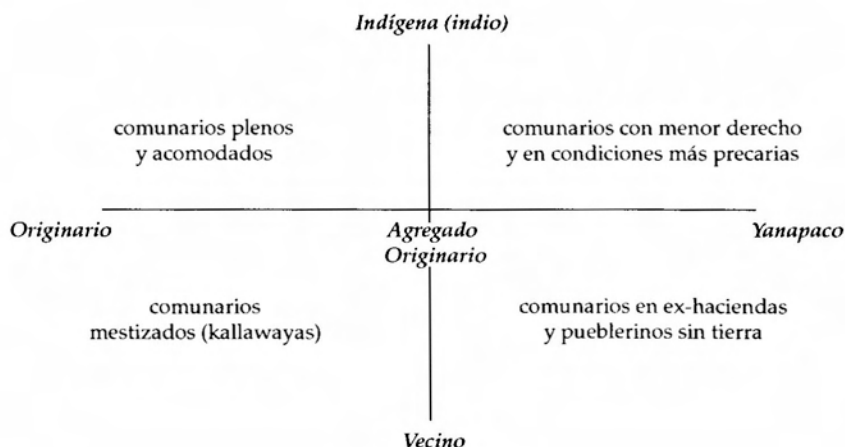 Indígena (indio)
comunarios plenos
y acomodados
comunarios con menor derecho
y en condiciones más precarias
Originario
Agregado
Originario
Yanapaco
comunarios
mestizados (kallawayas)
comunarios en ex-haciendas
y pueblerinos sin tierra
Vecino